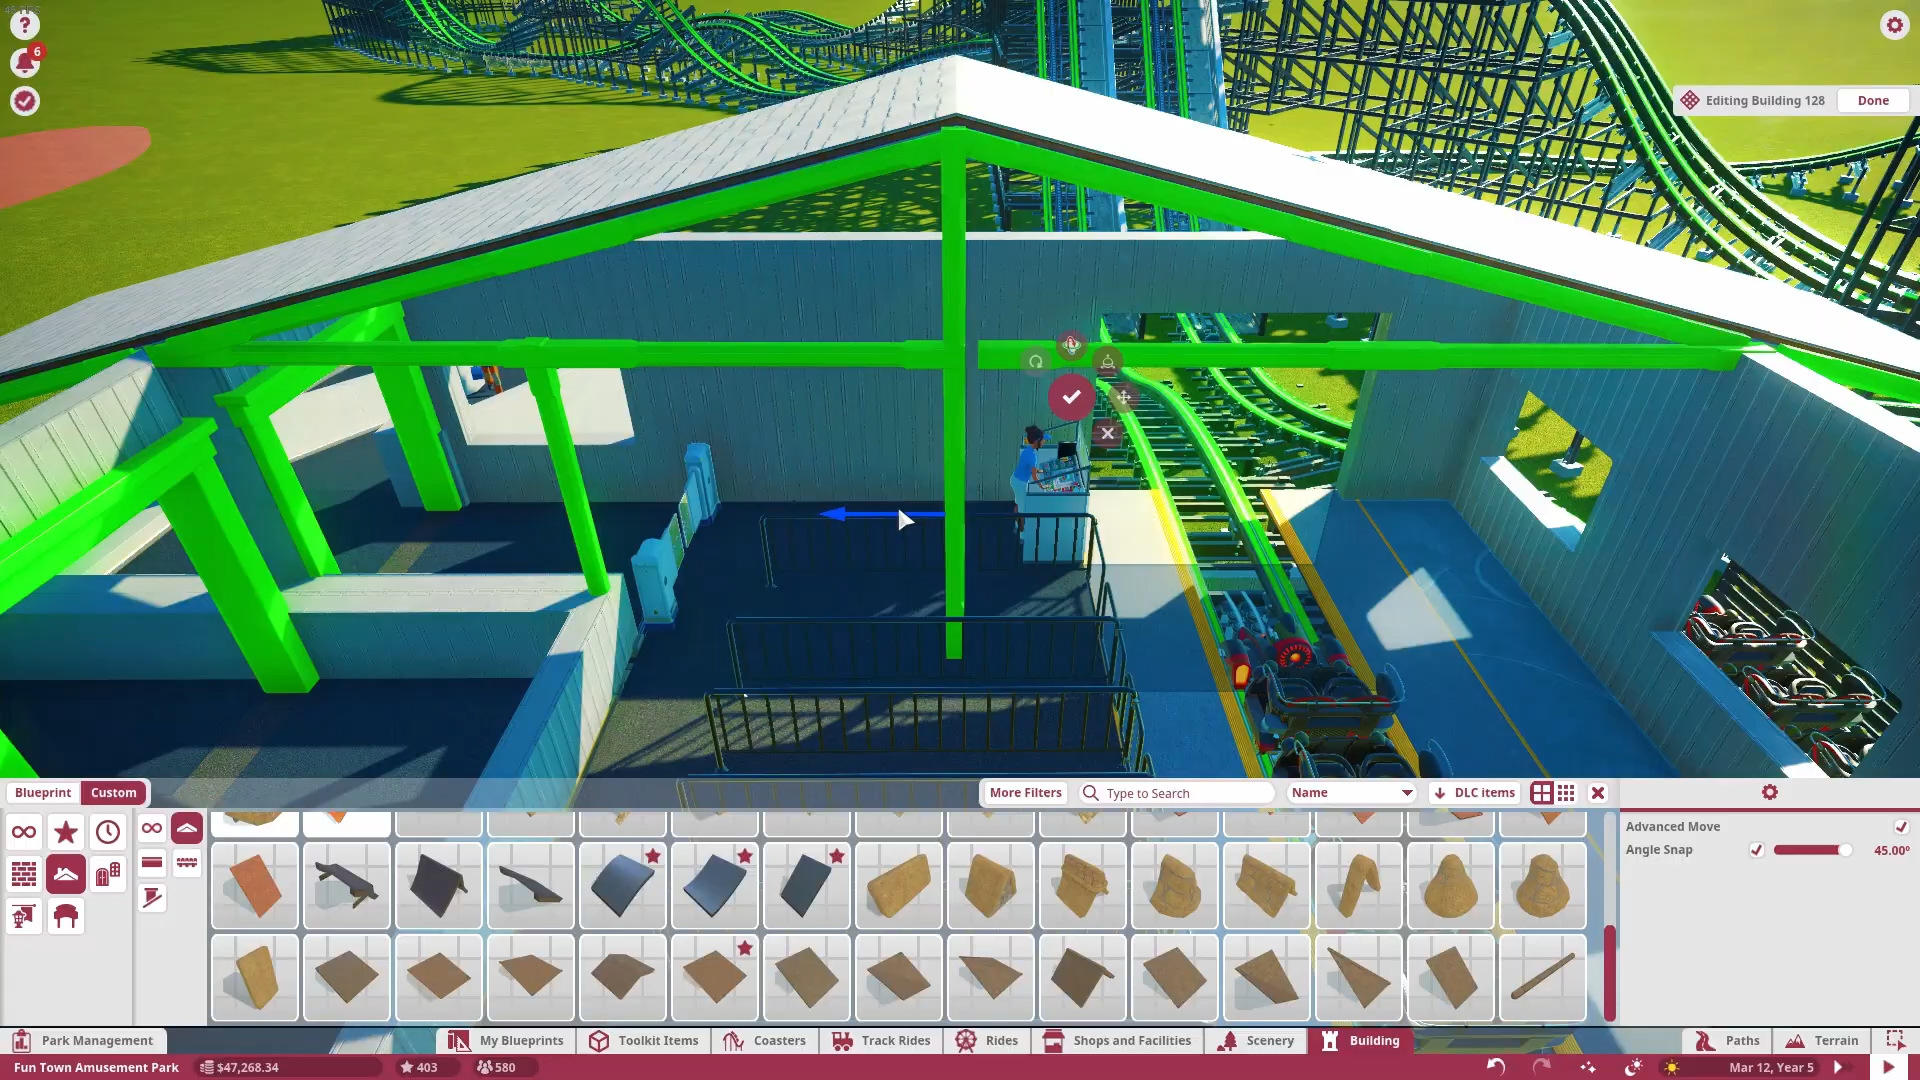 6
Editing Building 128
Done
Blueprint
Custom
More Filters
Type to Search
Name
DLC items
Advanced Move
Angle Snap
45.00°
Park Management
My Blueprints
Toolkit Items
Coasters
Track Rides
Rides
Shops and Facilities
Scenery
Building
Paths
Terrain
Fun Town Amusement Park
$47,268.34
403
580
Mar 12, Year 5